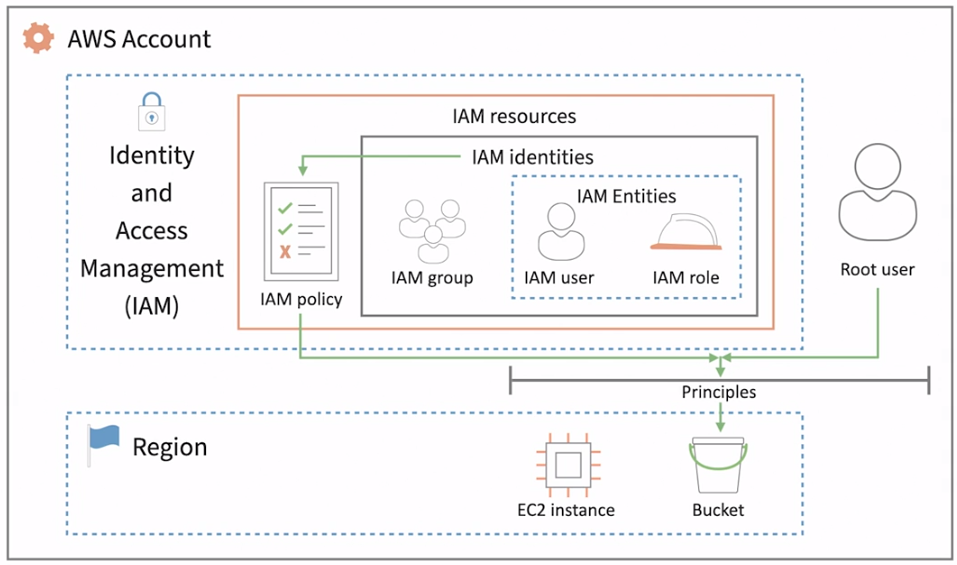 AWS Account
Identity
and
Access
Management
(IAM)
IAM resources
IAM identities
IAM Entities
IAM policy
IAM group
IAM user
IAM role
Root user
Principles
Region
EC2 instance
Bucket